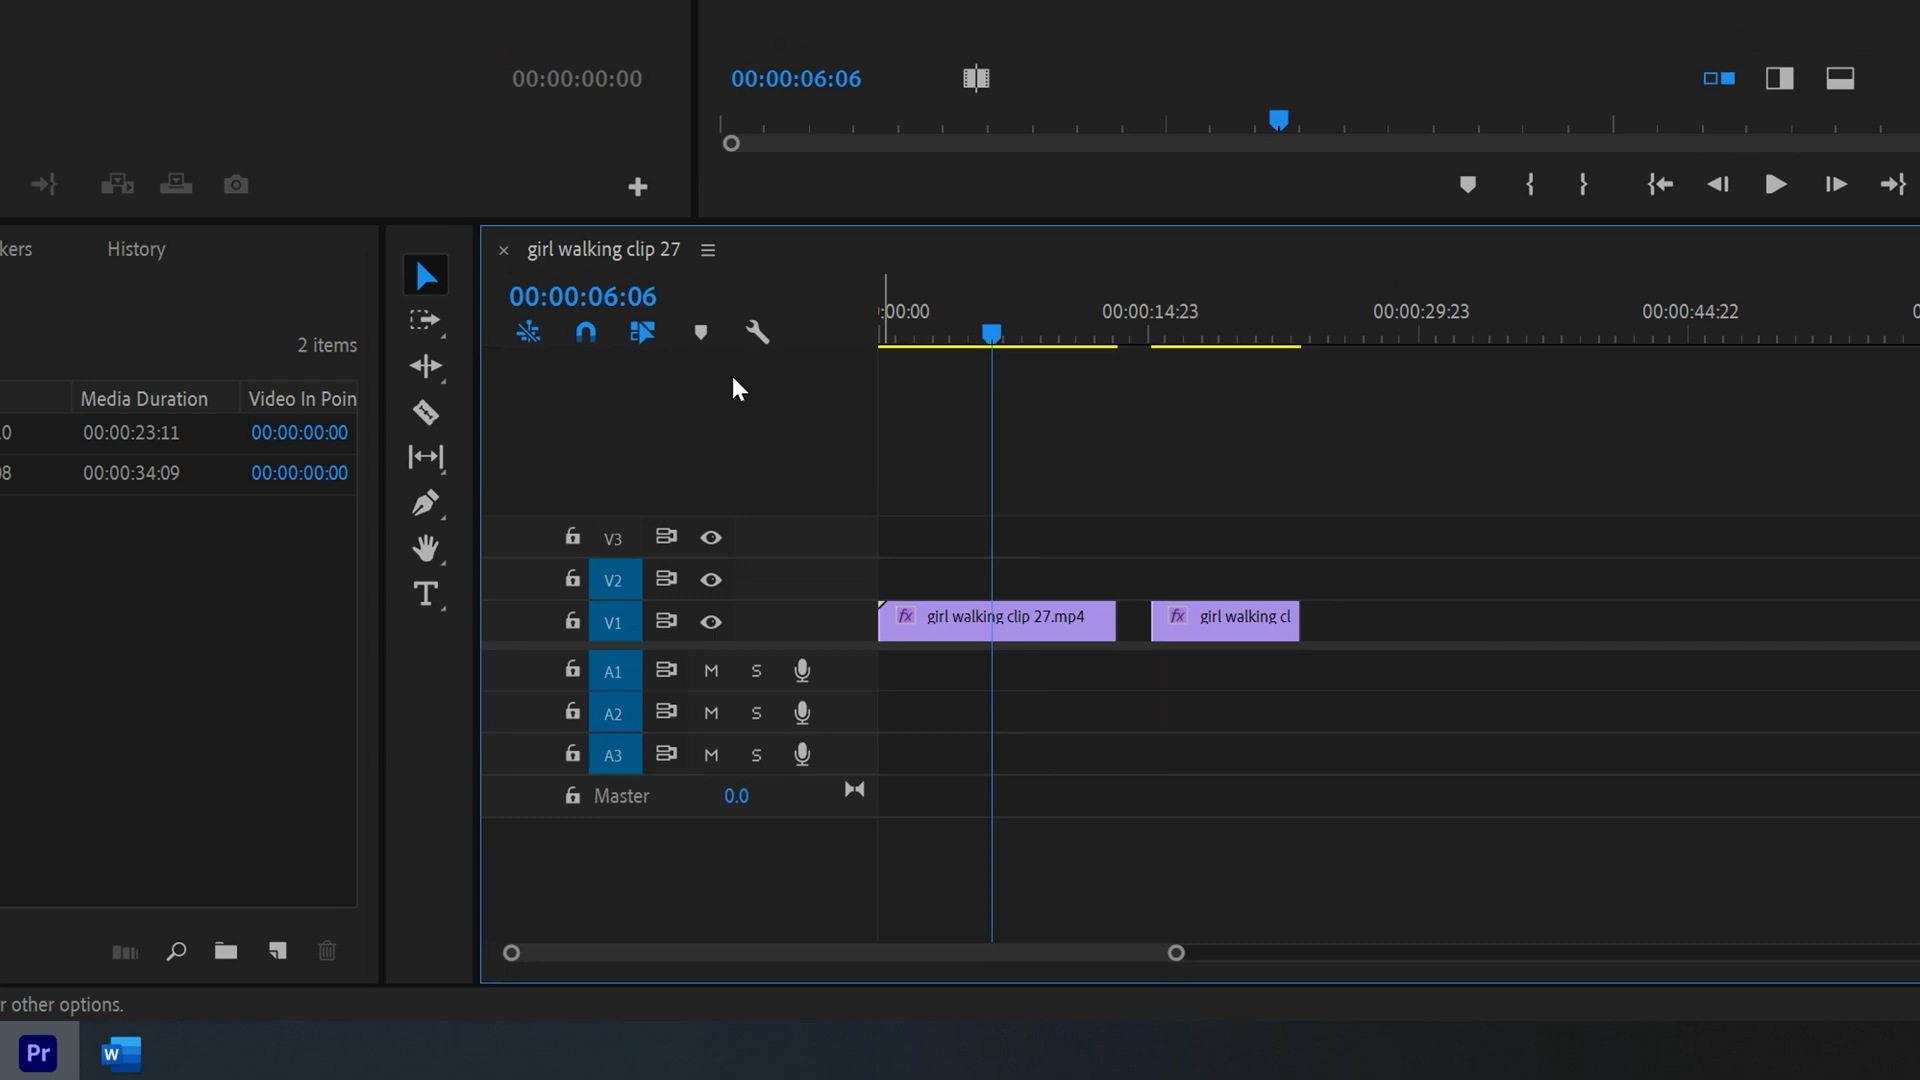 00:00:00:00
00:00:06:06
kers
History
2 items
Media Duration
Video In Poin
0
00:00:23:11
00:00:00:00
8
00:00:34:09
00:00:00:00
girl walking clip 27
00:00:06:06
:00:00
00:00:14:23
00:00:29:23
00:00:44:22
V3
V2
V1
fx girl walking clip 27.mp4
fx girl walking cl
A1 M S
A2 M S
A3 M S
Master 0.0
T
r other options.
Pr
W